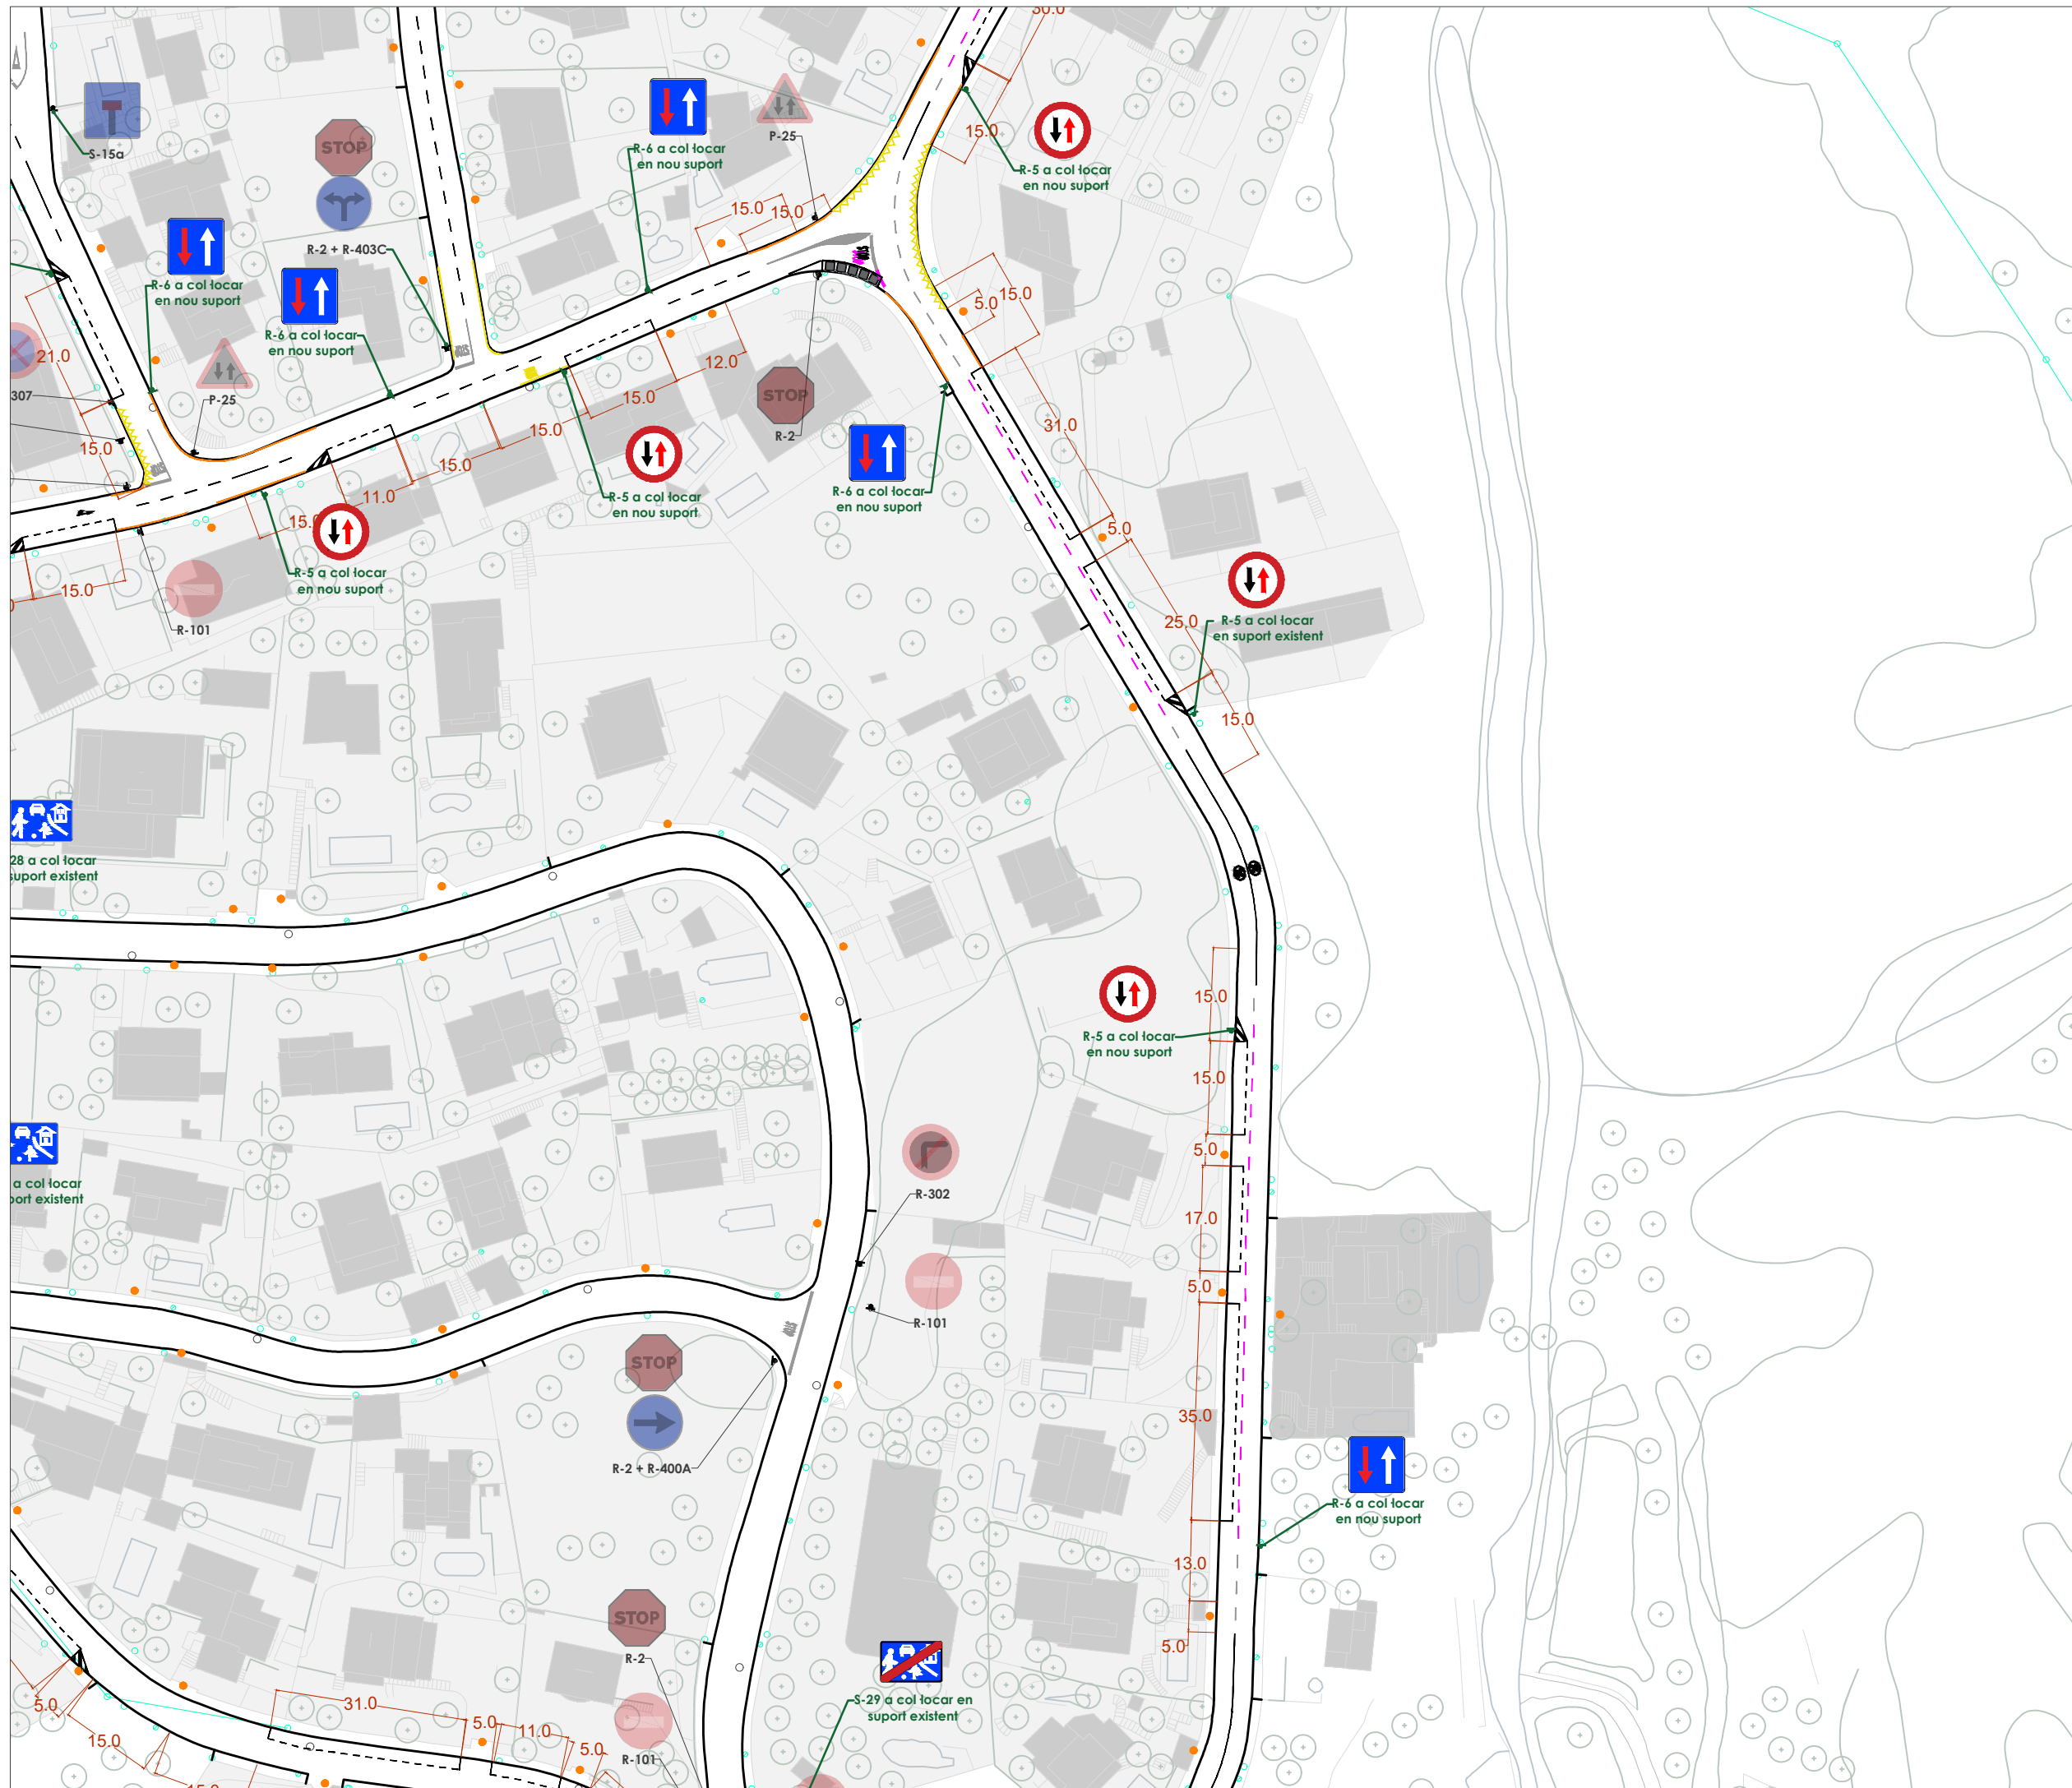 30.0
15.0
R-5 a col·locar
en nou suport
S-15a
STOP
R-6 a col·locar
en nou suport
P-25
15.0
15.0
R-2 + R-403C
R-6 a col·locar
en nou suport
R-6 a col·locar
en nou suport
5.0
15.0
21.0
307
P-25
15.0
12.0
15.0
15.0
15.0
11.0
15.0
STOP
R-2
31.0
R-6 a col·locar
en nou suport
R-5 a col·locar
en nou suport
5.0
R-5 a col·locar
en nou suport
15.0
R-101
25.0
R-5 a col·locar
en suport existent
15.0
28 a col·locar
suport existent
15.0
R-5 a col·locar
en nou suport
15.0
5.0
a col·locar
port existent
R-302
17.0
5.0
R-101
STOP
35.0
R-2 + R-400A
R-6 a col·locar
en nou suport
13.0
STOP
5.0
R-2
S-29 a col·locar en
suport existent
5.0
31.0
5.0
11.0
15.0
5.0
R-101
15.0